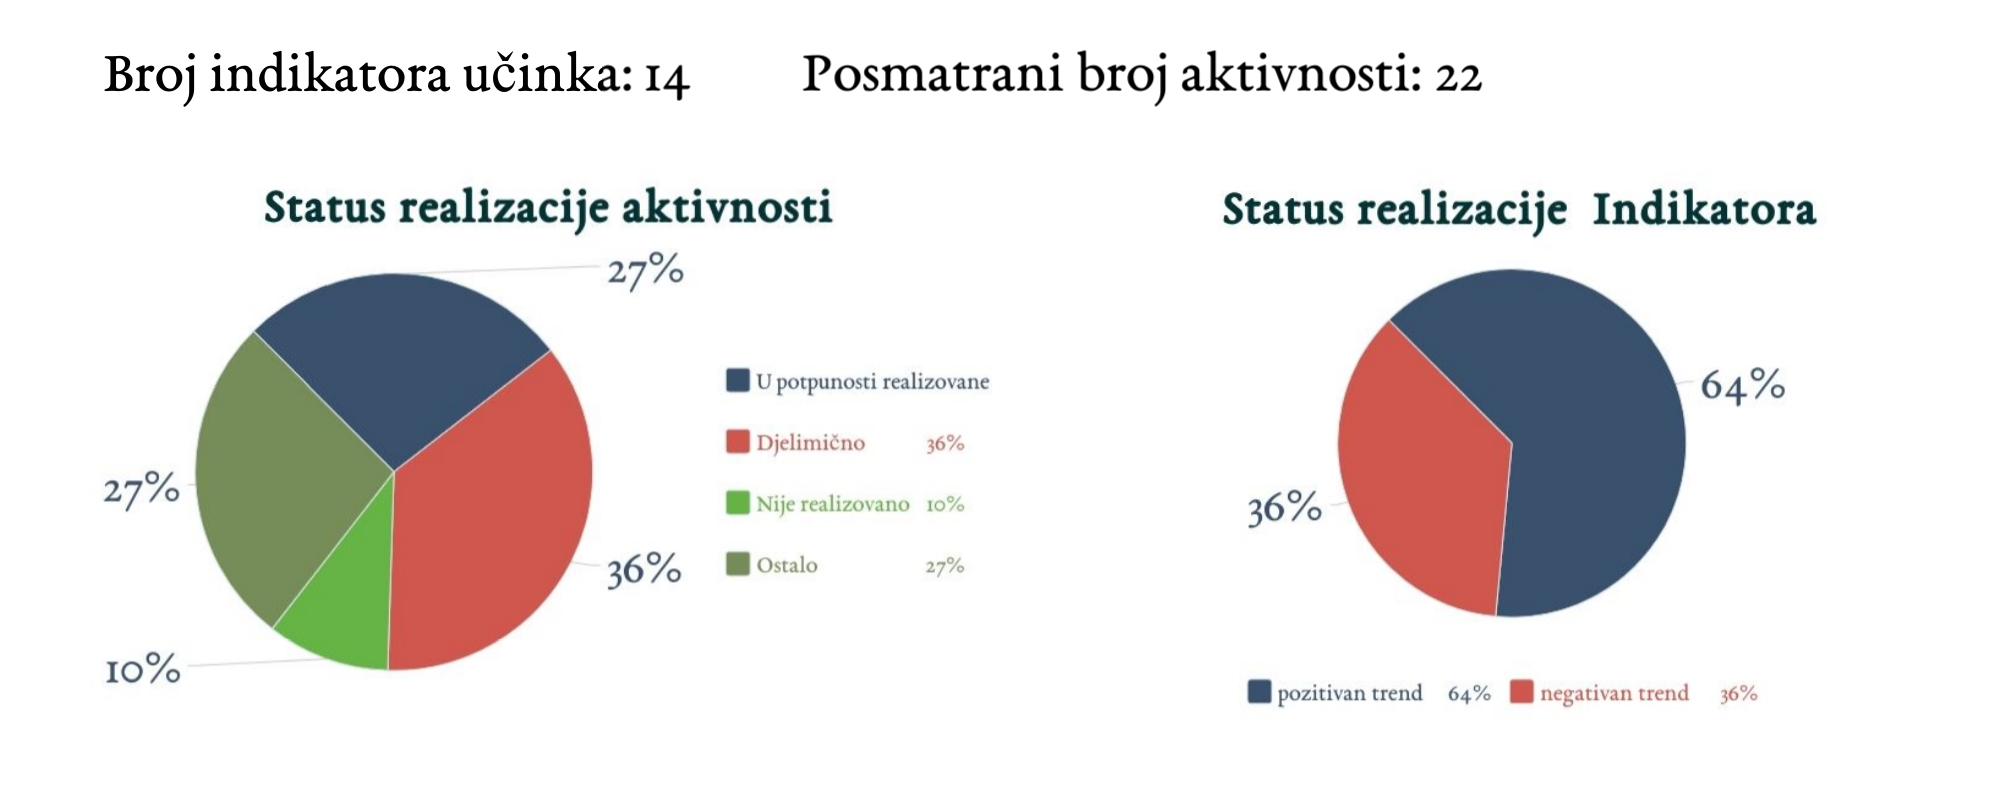 Broj indikatora učinka: 14 Posmatrani broj aktivnosti: 22
Status realizacije aktivnosti
27%
27%
36%
10%
U potpunosti realizovane
Djelimično 36%
Nije realizovano 10%
Ostalo 27%
Status realizacije Indikatora
64%
36%
pozitivan trend 64% negativan trend 36%